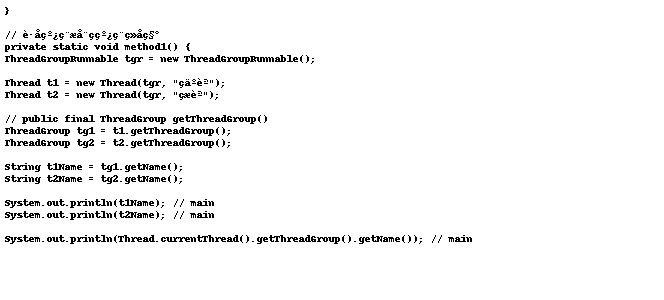 }
// è·åçº¿ç¨æå¨ççº¿ç¨ç»åç§°
private static void method1() {
ThreadGroupRunnable tgr = new ThreadGroupRunnable();
Thread t1 = new Thread(tgr, "çäºèª");
Thread t2 = new Thread(tgr, "çæèª");
// public final ThreadGroup getThreadGroup()
ThreadGroup tg1 = t1.getThreadGroup();
ThreadGroup tg2 = t2.getThreadGroup();
String t1Name = tg1.getName();
String t2Name = tg2.getName();
System.out.println(t1Name); // main
System.out.println(t2Name); // main
System.out.println(Thread.currentThread().getThreadGroup().getName()); // main